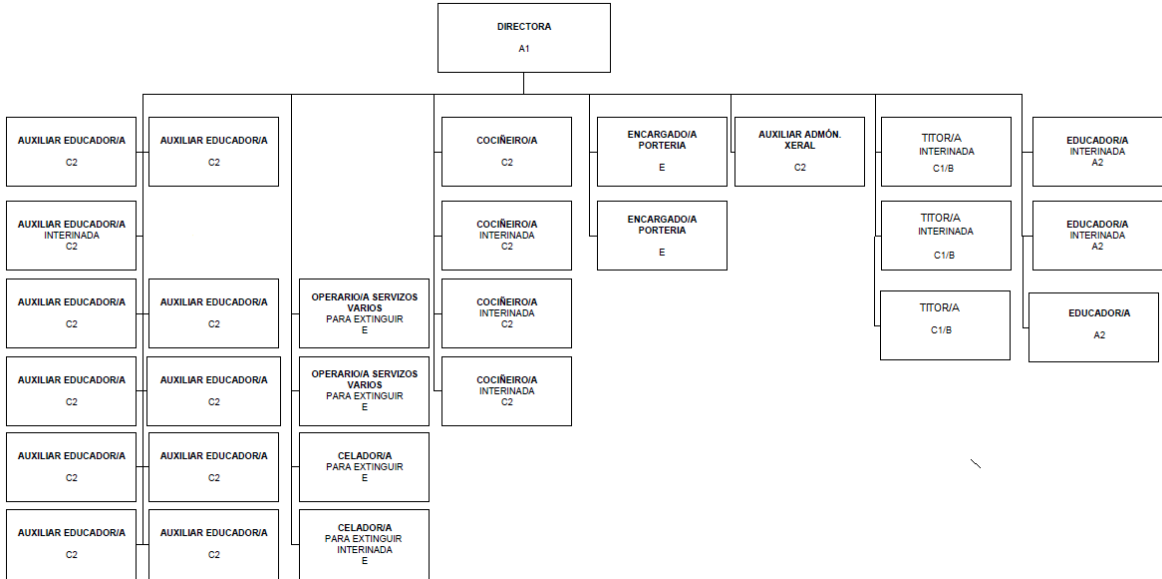 DIRECTORA
A1
AUXILIAR EDUCADOR/A
C2
AUXILIAR EDUCADOR/A
C2
COCIÑEIRO/A
C2
ENCARGADO/A
PORTERIA
E
AUXILIAR ADMÓN.
XERAL
C2
TITOR/A
INTERINADA
C1/B
EDUCADOR/A
INTERINADA
A2
AUXILIAR EDUCADOR/A
INTERINADA
C2
COCIÑEIRO/A
INTERINADA
C2
ENCARGADO/A
PORTERIA
E
TITOR/A
INTERINADA
C1/B
EDUCADOR/A
INTERINADA
A2
AUXILIAR EDUCADOR/A
C2
AUXILIAR EDUCADOR/A
C2
OPERARIO/A SERVIZOS
VARIOS
PARA EXTINGUIR
E
COCIÑEIRO/A
INTERINADA
C2
TITOR/A
C1/B
EDUCADOR/A
A2
AUXILIAR EDUCADOR/A
C2
AUXILIAR EDUCADOR/A
C2
OPERARIO/A SERVIZOS
VARIOS
PARA EXTINGUIR
E
COCIÑEIRO/A
INTERINADA
C2
AUXILIAR EDUCADOR/A
C2
AUXILIAR EDUCADOR/A
C2
CELADOR/A
PARA EXTINGUIR
E
AUXILIAR EDUCADOR/A
C2
AUXILIAR EDUCADOR/A
C2
CELADOR/A
PARA EXTINGUIR
INTERINADA
E